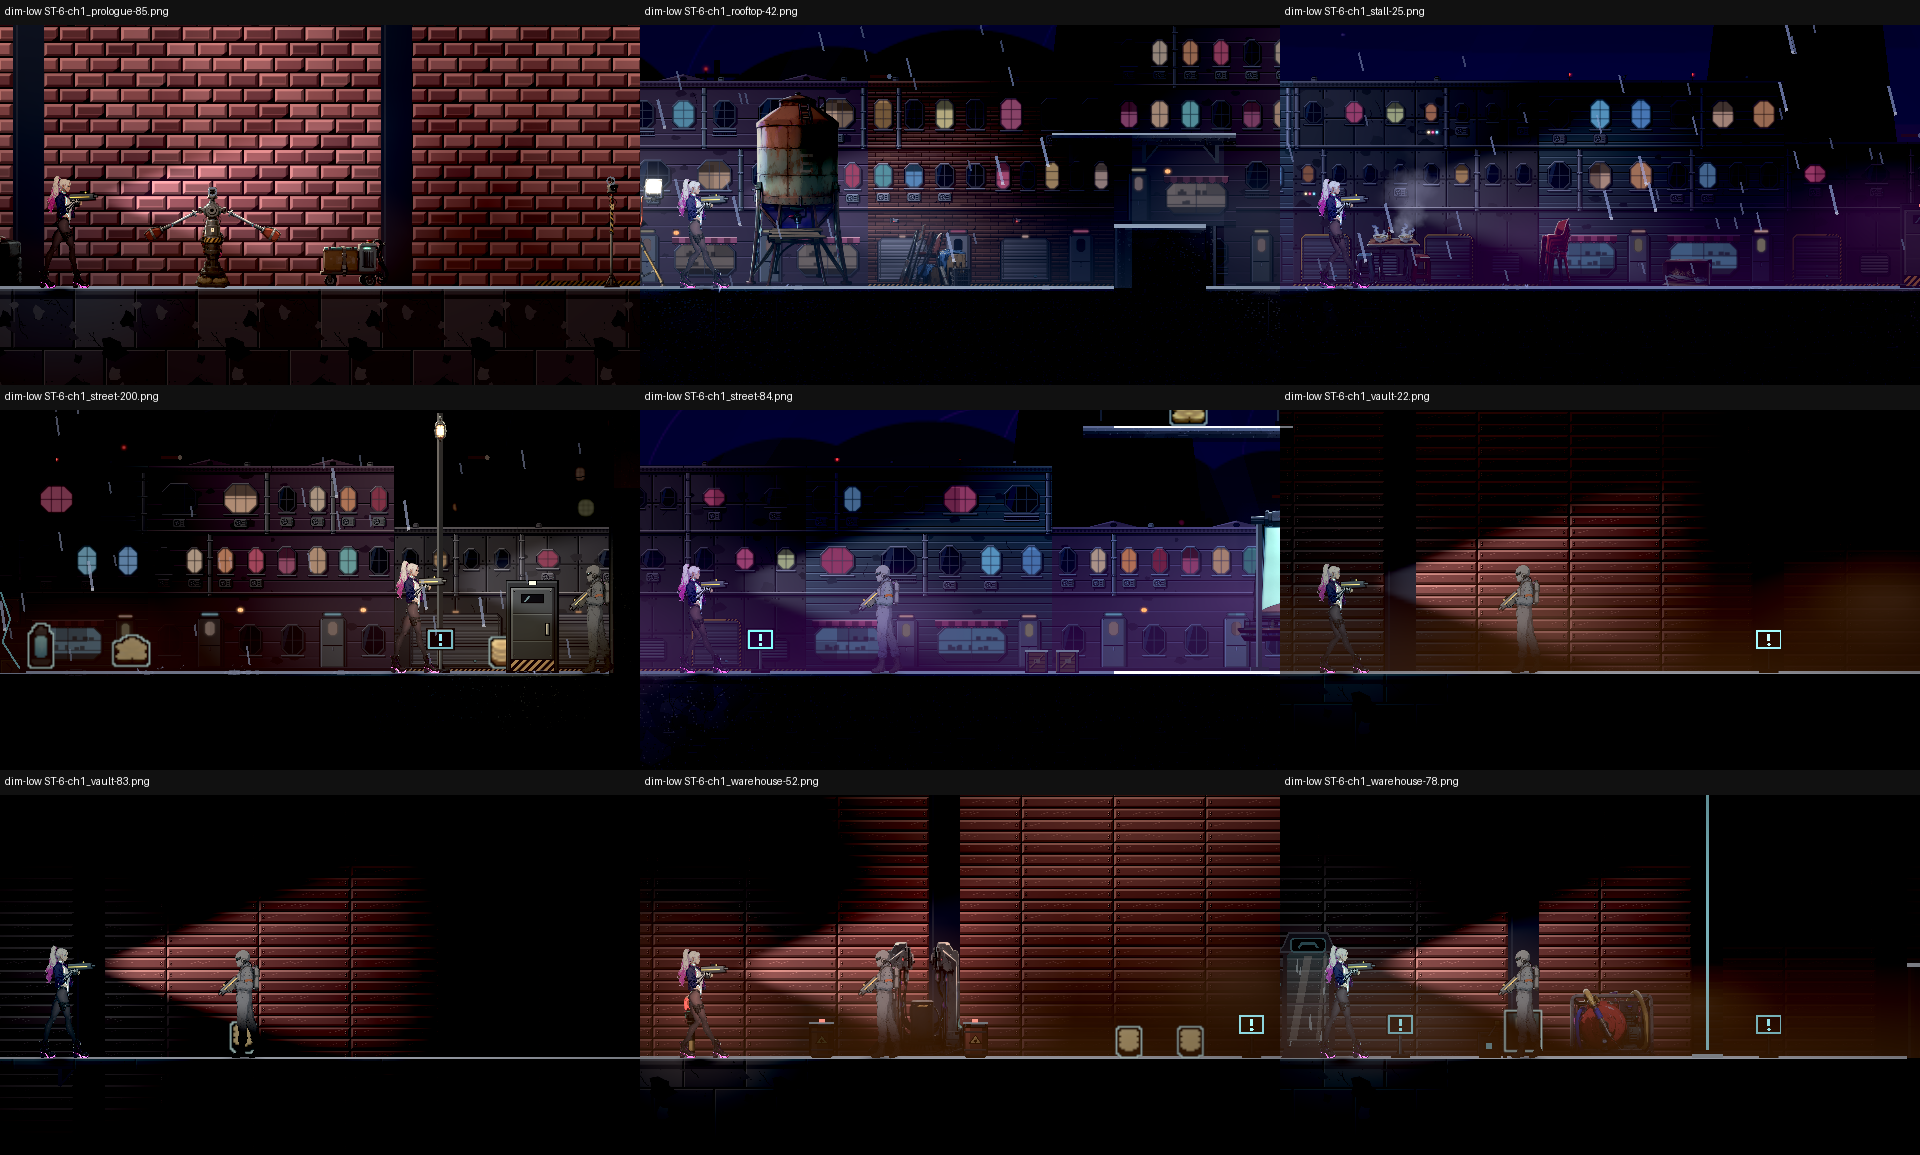 dim-low ST-6-ch1_prologue-85.png
dim-low ST-6-ch1_rooftop-42.png
dim-low ST-6-ch1_stall-25.png
dim-low ST-6-ch1_street-200.png
dim-low ST-6-ch1_street-84.png
dim-low ST-6-ch1_vault-22.png
!
!
!
dim-low ST-6-ch1_vault-83.png
dim-low ST-6-ch1_warehouse-52.png
dim-low ST-6-ch1_warehouse-78.png
!
!
!